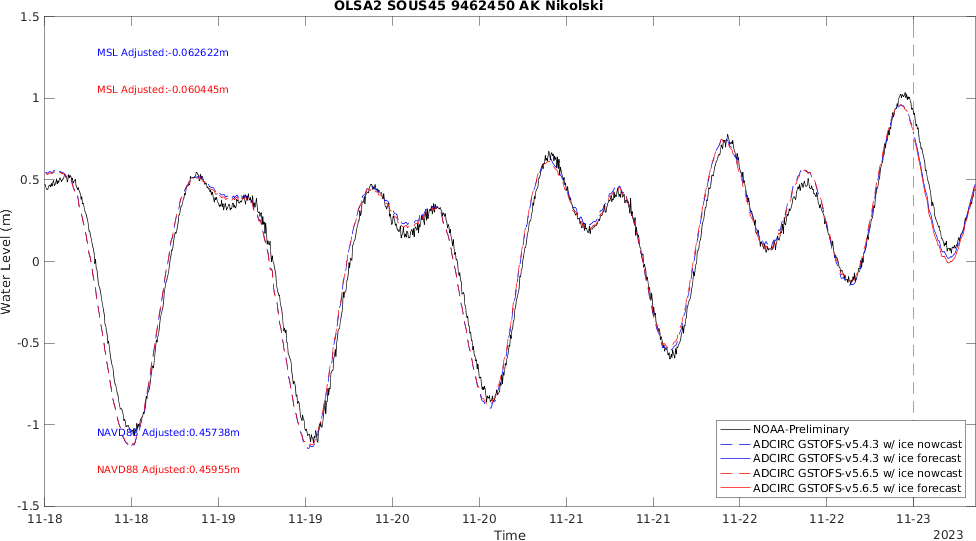 OLSA2 SOUS45 9462450 AK Nikolski
1.5
1
0.5
0
-0.5
-1
-1.5
Water Level (m)
MSL Adjusted:-0.062622m
MSL Adjusted:-0.060445m
NAVD88 Adjusted:0.45738m
NAVD88 Adjusted:0.45955m
NOAA-Preliminary
ADCIRC GSTOFS-v5.4.3 w/ ice nowcast
ADCIRC GSTOFS-v5.4.3 w/ ice forecast
ADCIRC GSTOFS-v5.6.5 w/ ice nowcast
ADCIRC GSTOFS-v5.6.5 w/ ice forecast
11-18 11-18 11-19 11-19 11-20 11-20 11-21 11-21 11-22 11-22 11-23
Time
2023